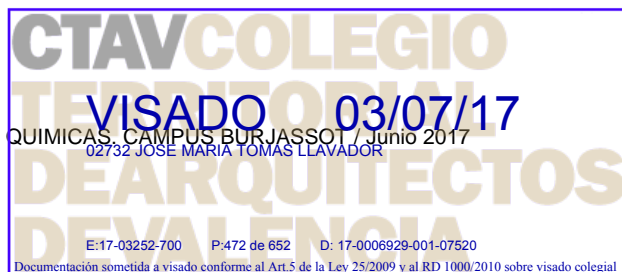 CTAVCOLEGIO
TERRITORIAL
VISADO 03/07/17
QUIMICAS. CAMPUS BURJASSOT / Junio 2017
02732 JOSE MARIA TOMAS LLAVADOR
DEARQUITECTOS
DEVALENCIA
E:17-03252-700 P:472 de 652 D: 17-0006929-001-07520
Documentación sometida a visado conforme al Art.5 de la Ley 25/2009 y al RD 1000/2010 sobre visado colegial